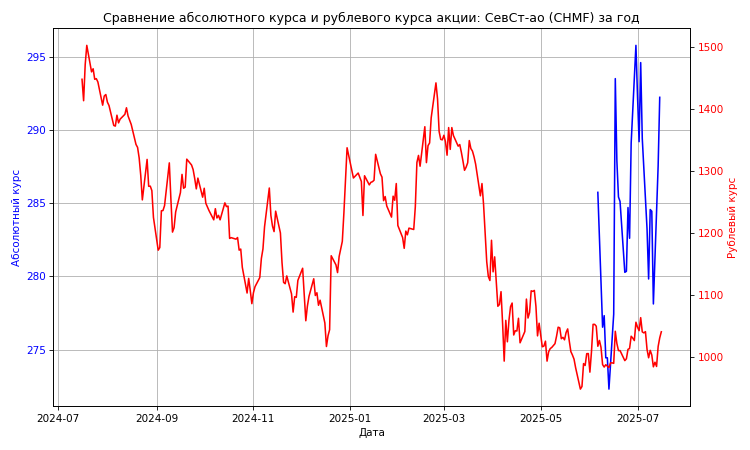 Сравнение абсолютного курса и рублевого курса акции: СевСт-ао (CHMF) за год
295
290
285
280
275
Абсолютный курс
1500
1400
1300
1200
1100
1000
Рублевый курс
2024-07 2024-09 2024-11 2025-01 2025-03 2025-05 2025-07
Дата